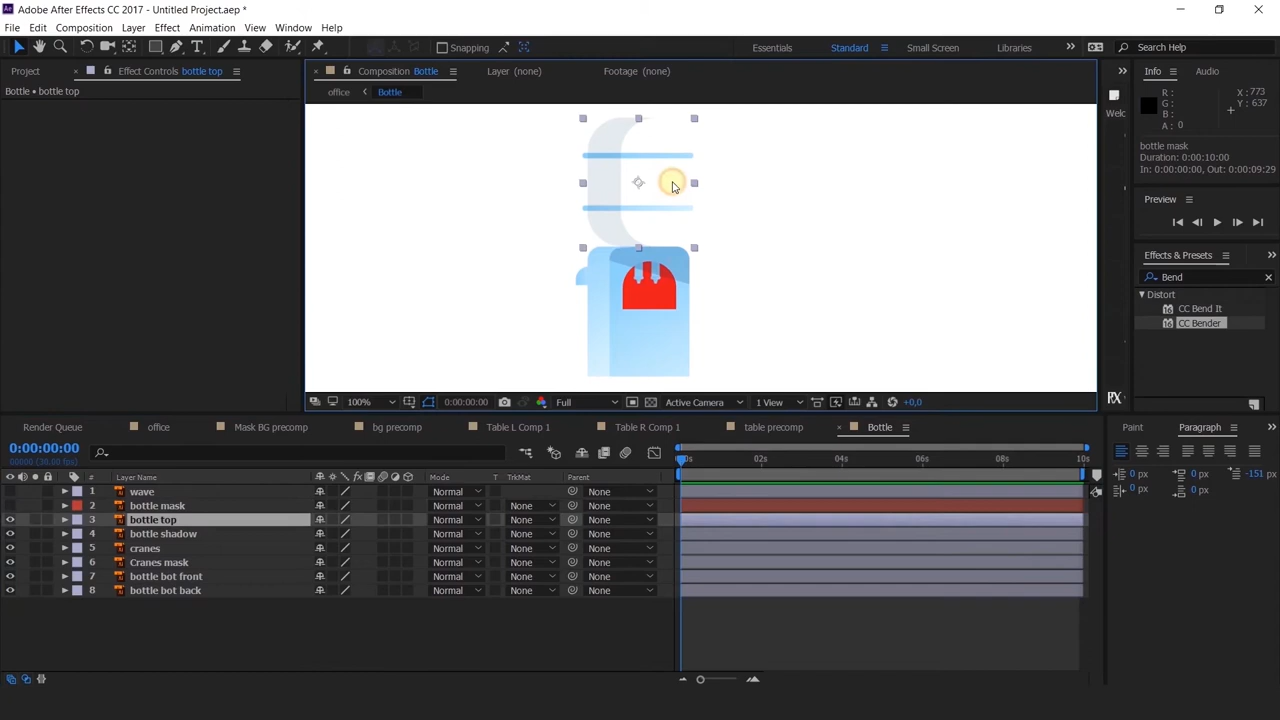 Adobe After Effects CC 2017 - Untitled Project.aep *
File Edit Composition Layer Effect Animation View Window Help
Snapping Essentials Standard Small Screen Libraries Search Help
Project Effect Controls bottle top Composition Bottle Layer (none) Footage (none) Info Audio
Bottle • bottle top office Bottle
R : X : 773
G : Y : 637
B :
A : 0
Welc
bottle mask
Duration: 0:00:10:00
In: 0:00:00:00, Out: 0:00:09:29
Preview
Effects & Presets
Bend
Distort
CC Bend It
CC Bender
100% 0:00:00:00 Full Active Camera 1 View +0,0
Render Queue office Mask BG precomp bg precomp Table L Comp 1 Table R Comp 1 table precomp Bottle Paint Paragraph
0:00:00:00
# Layer Name Mode T TrkMat Parent 02s 04s 06s 08s 10s
0 px 0 px -151 px
0 px 0 px
1 wave Normal None
2 bottle mask Normal None None
3 bottle top Normal None None
4 bottle shadow Normal None None
5 cranes Normal None None
6 Cranes mask Normal None None
7 bottle bot front Normal None None
8 bottle bot back Normal None None